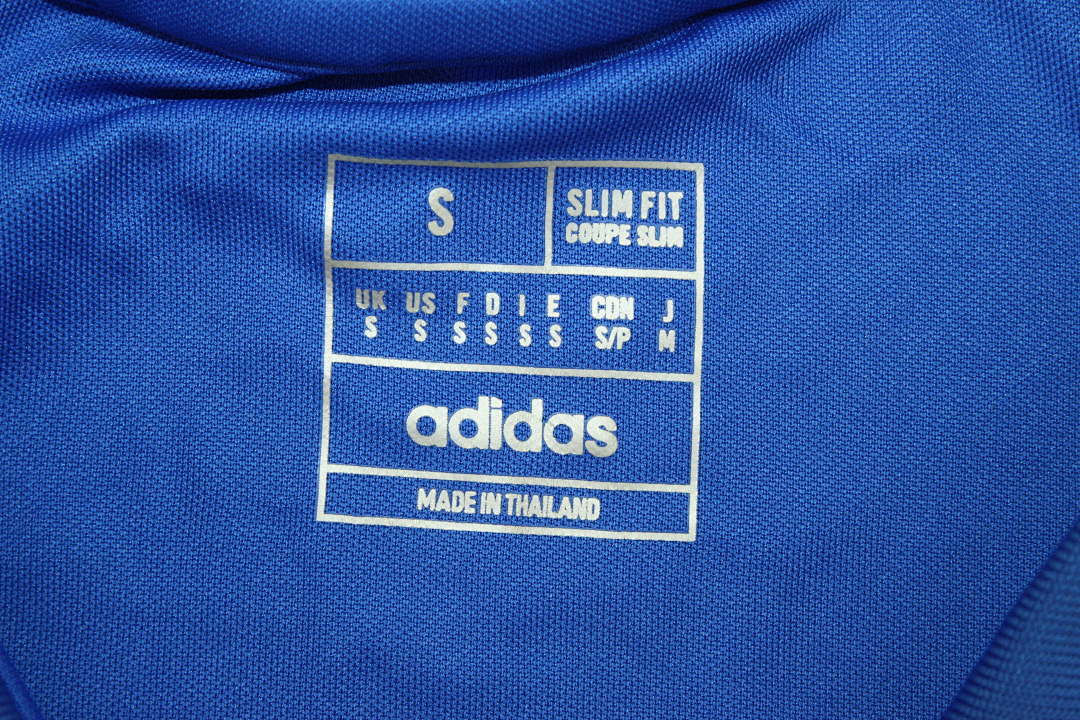 S
SLIM FIT
COUPE SLIM
UK US F D I E CDN J
S S S S S S S/P M
adidas
MADE IN THAILAND